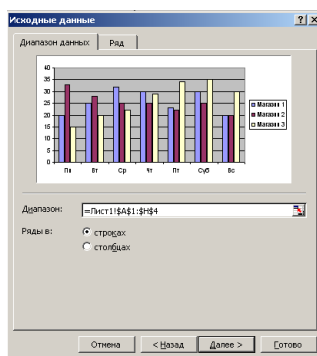 Исходные данные
Диапазон данных Ряд
40
35
30
25
20
15
10
5
0
Пн Вт Ср Чт Пт Суб Вс
Магазин 1
Магазин 2
Магазин 3
Диапазон: =Лист1!$A$1:$H$4
Ряды в: строках
столбцах
Отмена < Назад Далее > Готово